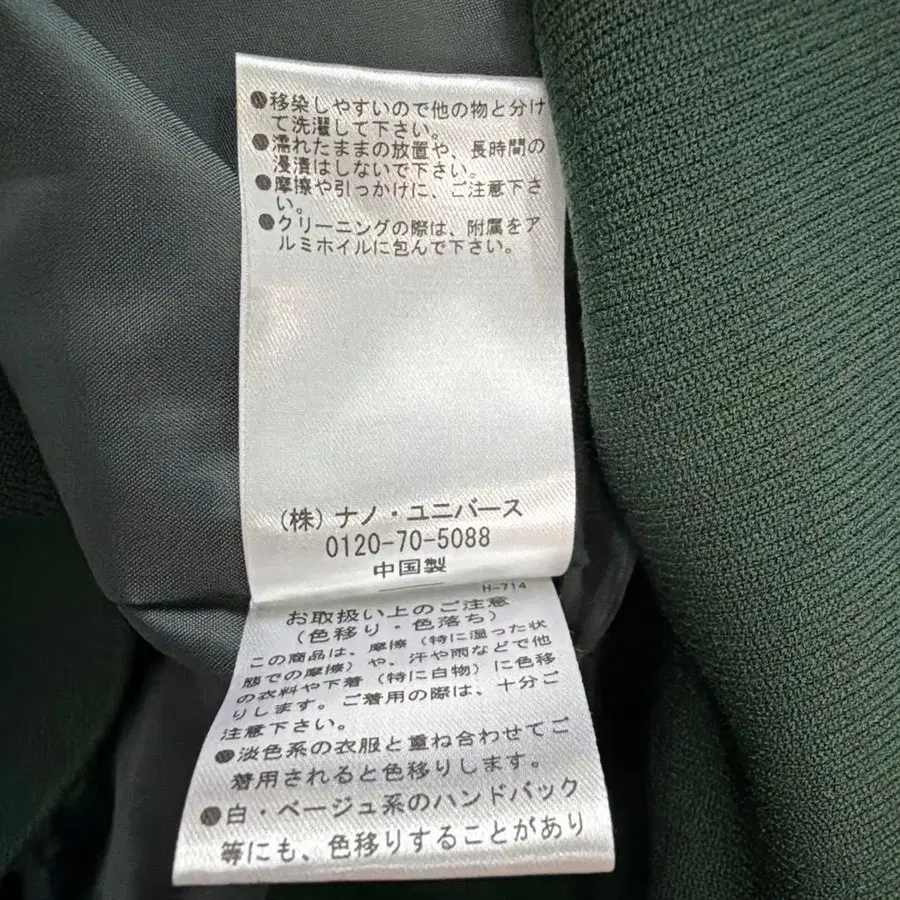 ●移染しやすいので他の物と分け
て洗濯して下さい。
●濡れたままの放置や、長時間の
浸漬はしないで下さい。
●摩擦や引っかけに、ご注意下さ
い。
●クリーニングの際は、附属をア
ルミホイルに包んで下さい。
(株)ナノ・ユニバース
0120-70-5088
中国製
H-714
お取扱い上のご注意
(色移り・色落ち)
この商品は、摩擦(特に湿った状
態での摩擦)や、汗や雨などで他
の衣料や下着(特に白物)に色移
りします。ご着用の際は、十分ご
注意下さい。
●淡色系の衣服と重ね合わせてご
着用されると色移りします。
●白・ベージュ系のハンドバック
等にも、色移りすることがあり